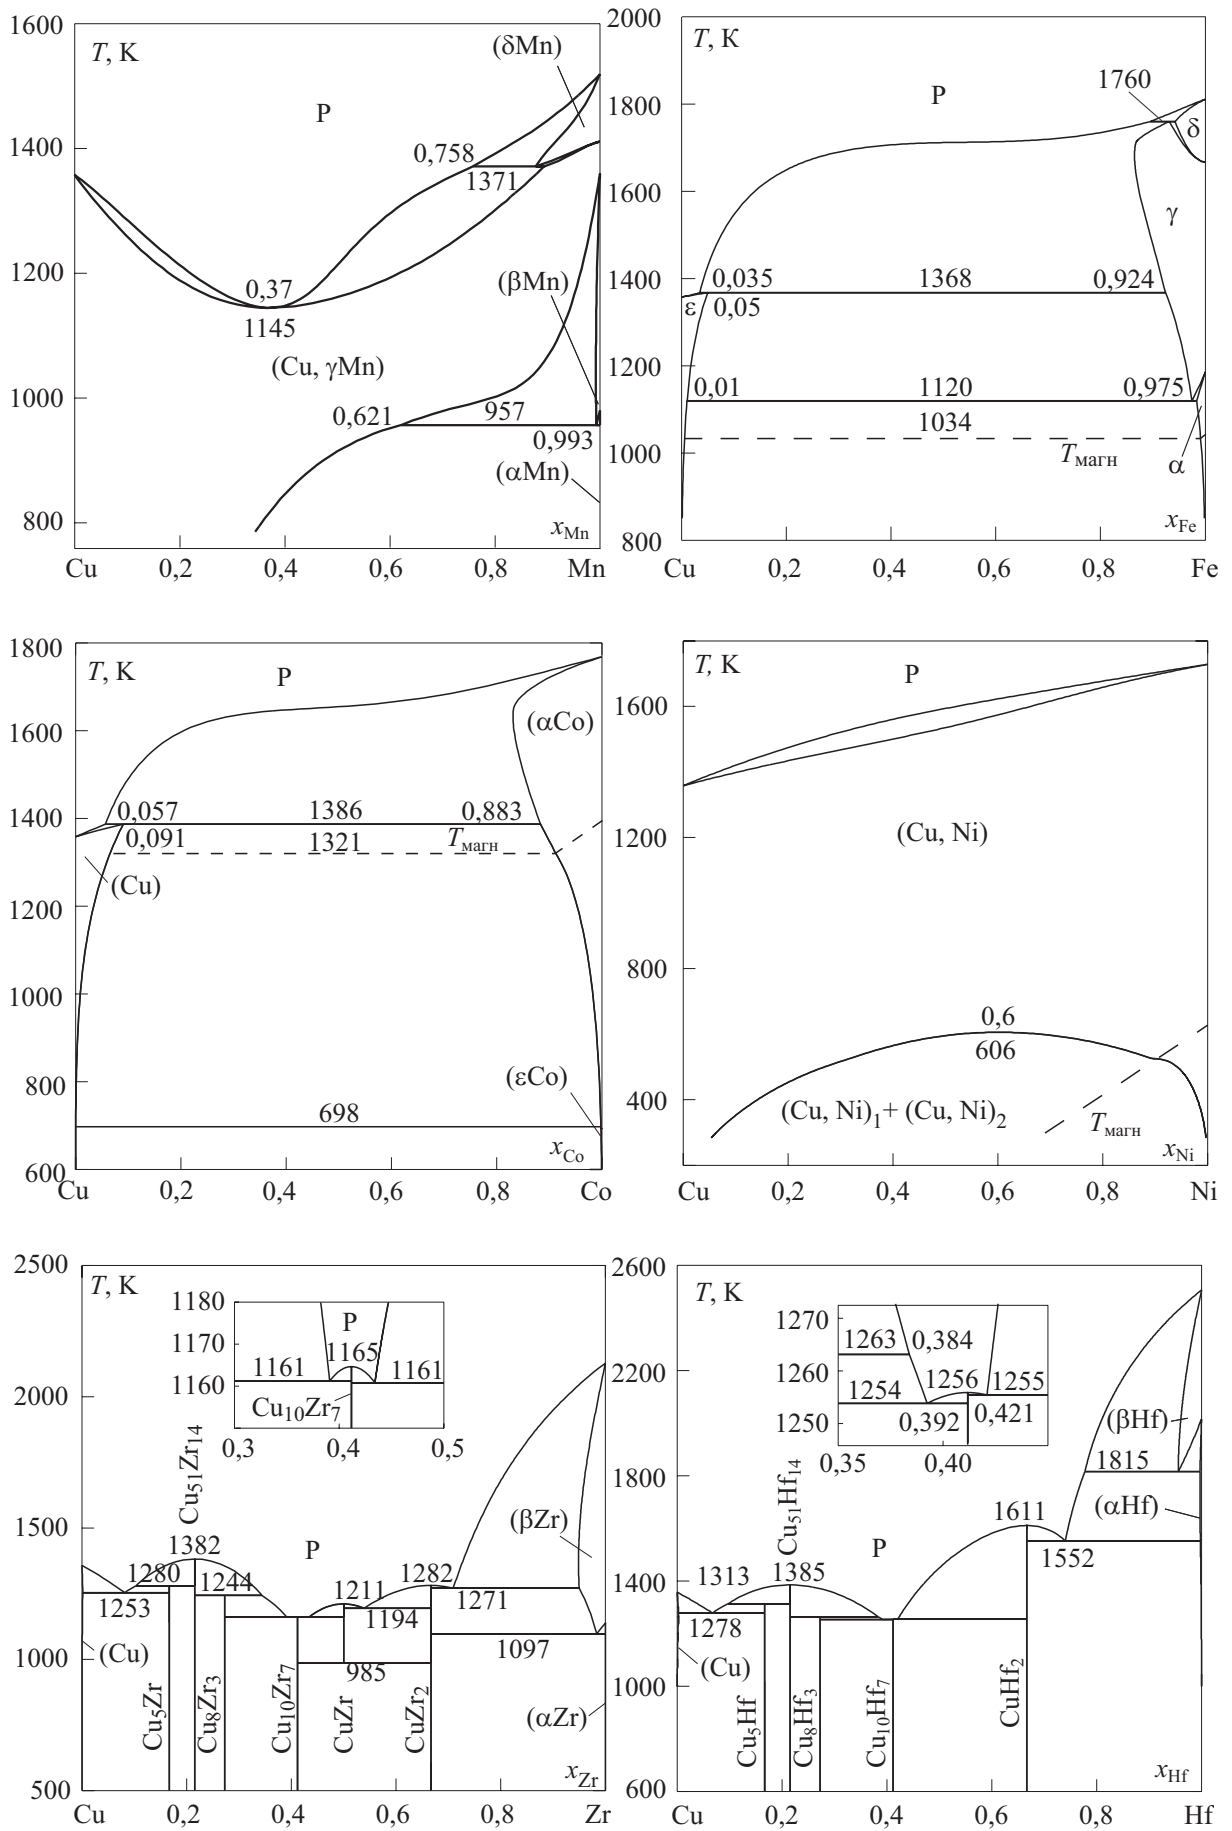 1600
T, K
(δMn)
P
1400
0,758
1371
1200
0,37
1145
(βMn)
(Cu, γMn)
1000
0,621
957
0,993
(αMn)
800
xMn
Cu
0,2
0,4
0,6
0,8
Mn
2000
T, К
1760
P
1800
δ
1600
γ
1400
0,035
1368
0,924
ε
0,05
1200
0,01
1120
0,975
1034
1000
Tмагн
α
xFe
800
Cu
0,2
0,4
0,6
0,8
Fe
1800
T, K
P
1600
(αCo)
1400
0,057
1386
0,883
0,091
1321
Tмагн
(Cu)
1200
1000
800
(εCo)
698
xCo
600
Cu
0,2
0,4
0,6
0,8
Co
T, K
P
1600
(Cu, Ni)
1200
800
0,6
606
400
(Cu, Ni)1 + (Cu, Ni)2
Tмагн
xNi
Cu
0,2
0,4
0,6
0,8
Ni
2500
T, K
1180
P
1170
1161
1165
1161
1160
Cu10Zr7
0,3
0,4
0,5
2000
Cu51Zr14
1500
1382
P
(βZr)
1280
1244
1211
1282
1253
1194
1271
1000
(Cu)
985
1097
Cu5Zr
Cu8Zr3
Cu10Zr7
CuZr
CuZr2
(αZr)
xZr
500
Cu
0,2
0,4
0,6
0,8
Zr
2600
T, K
1270
1263
0,384
1260
1254
1256
1255
1250
0,392
0,421
0,35
0,40
2200
(βHf)
1800
1815
Cu51Hf14
(αHf)
1611
P
1552
1400
1313
1385
1278
(Cu)
1000
Cu5Hf
Cu8Hf3
Cu10Hf7
CuHf2
xHf
600
Cu
0,2
0,4
0,6
0,8
Hf